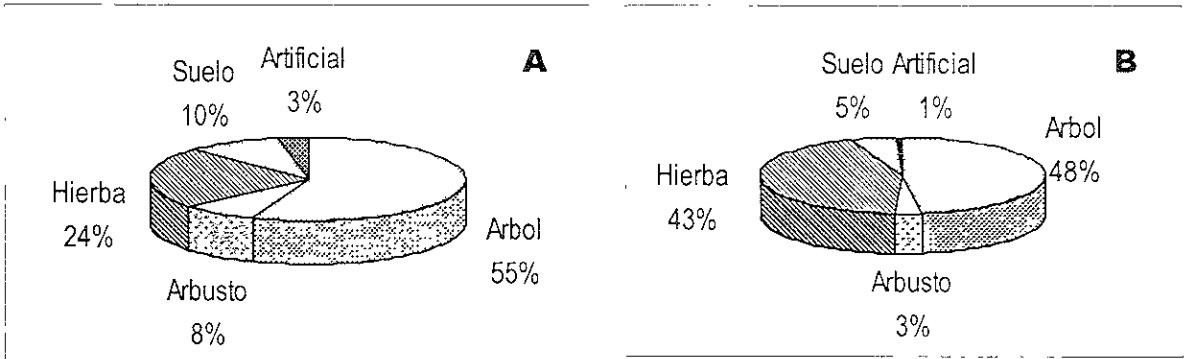 A
Artificial
3%
Suelo
10%
Hierba
24%
Arbol
55%
Arbusto
8%
B
Suelo Artificial
5% 1%
Arbol
48%
Hierba
43%
Arbusto
3%